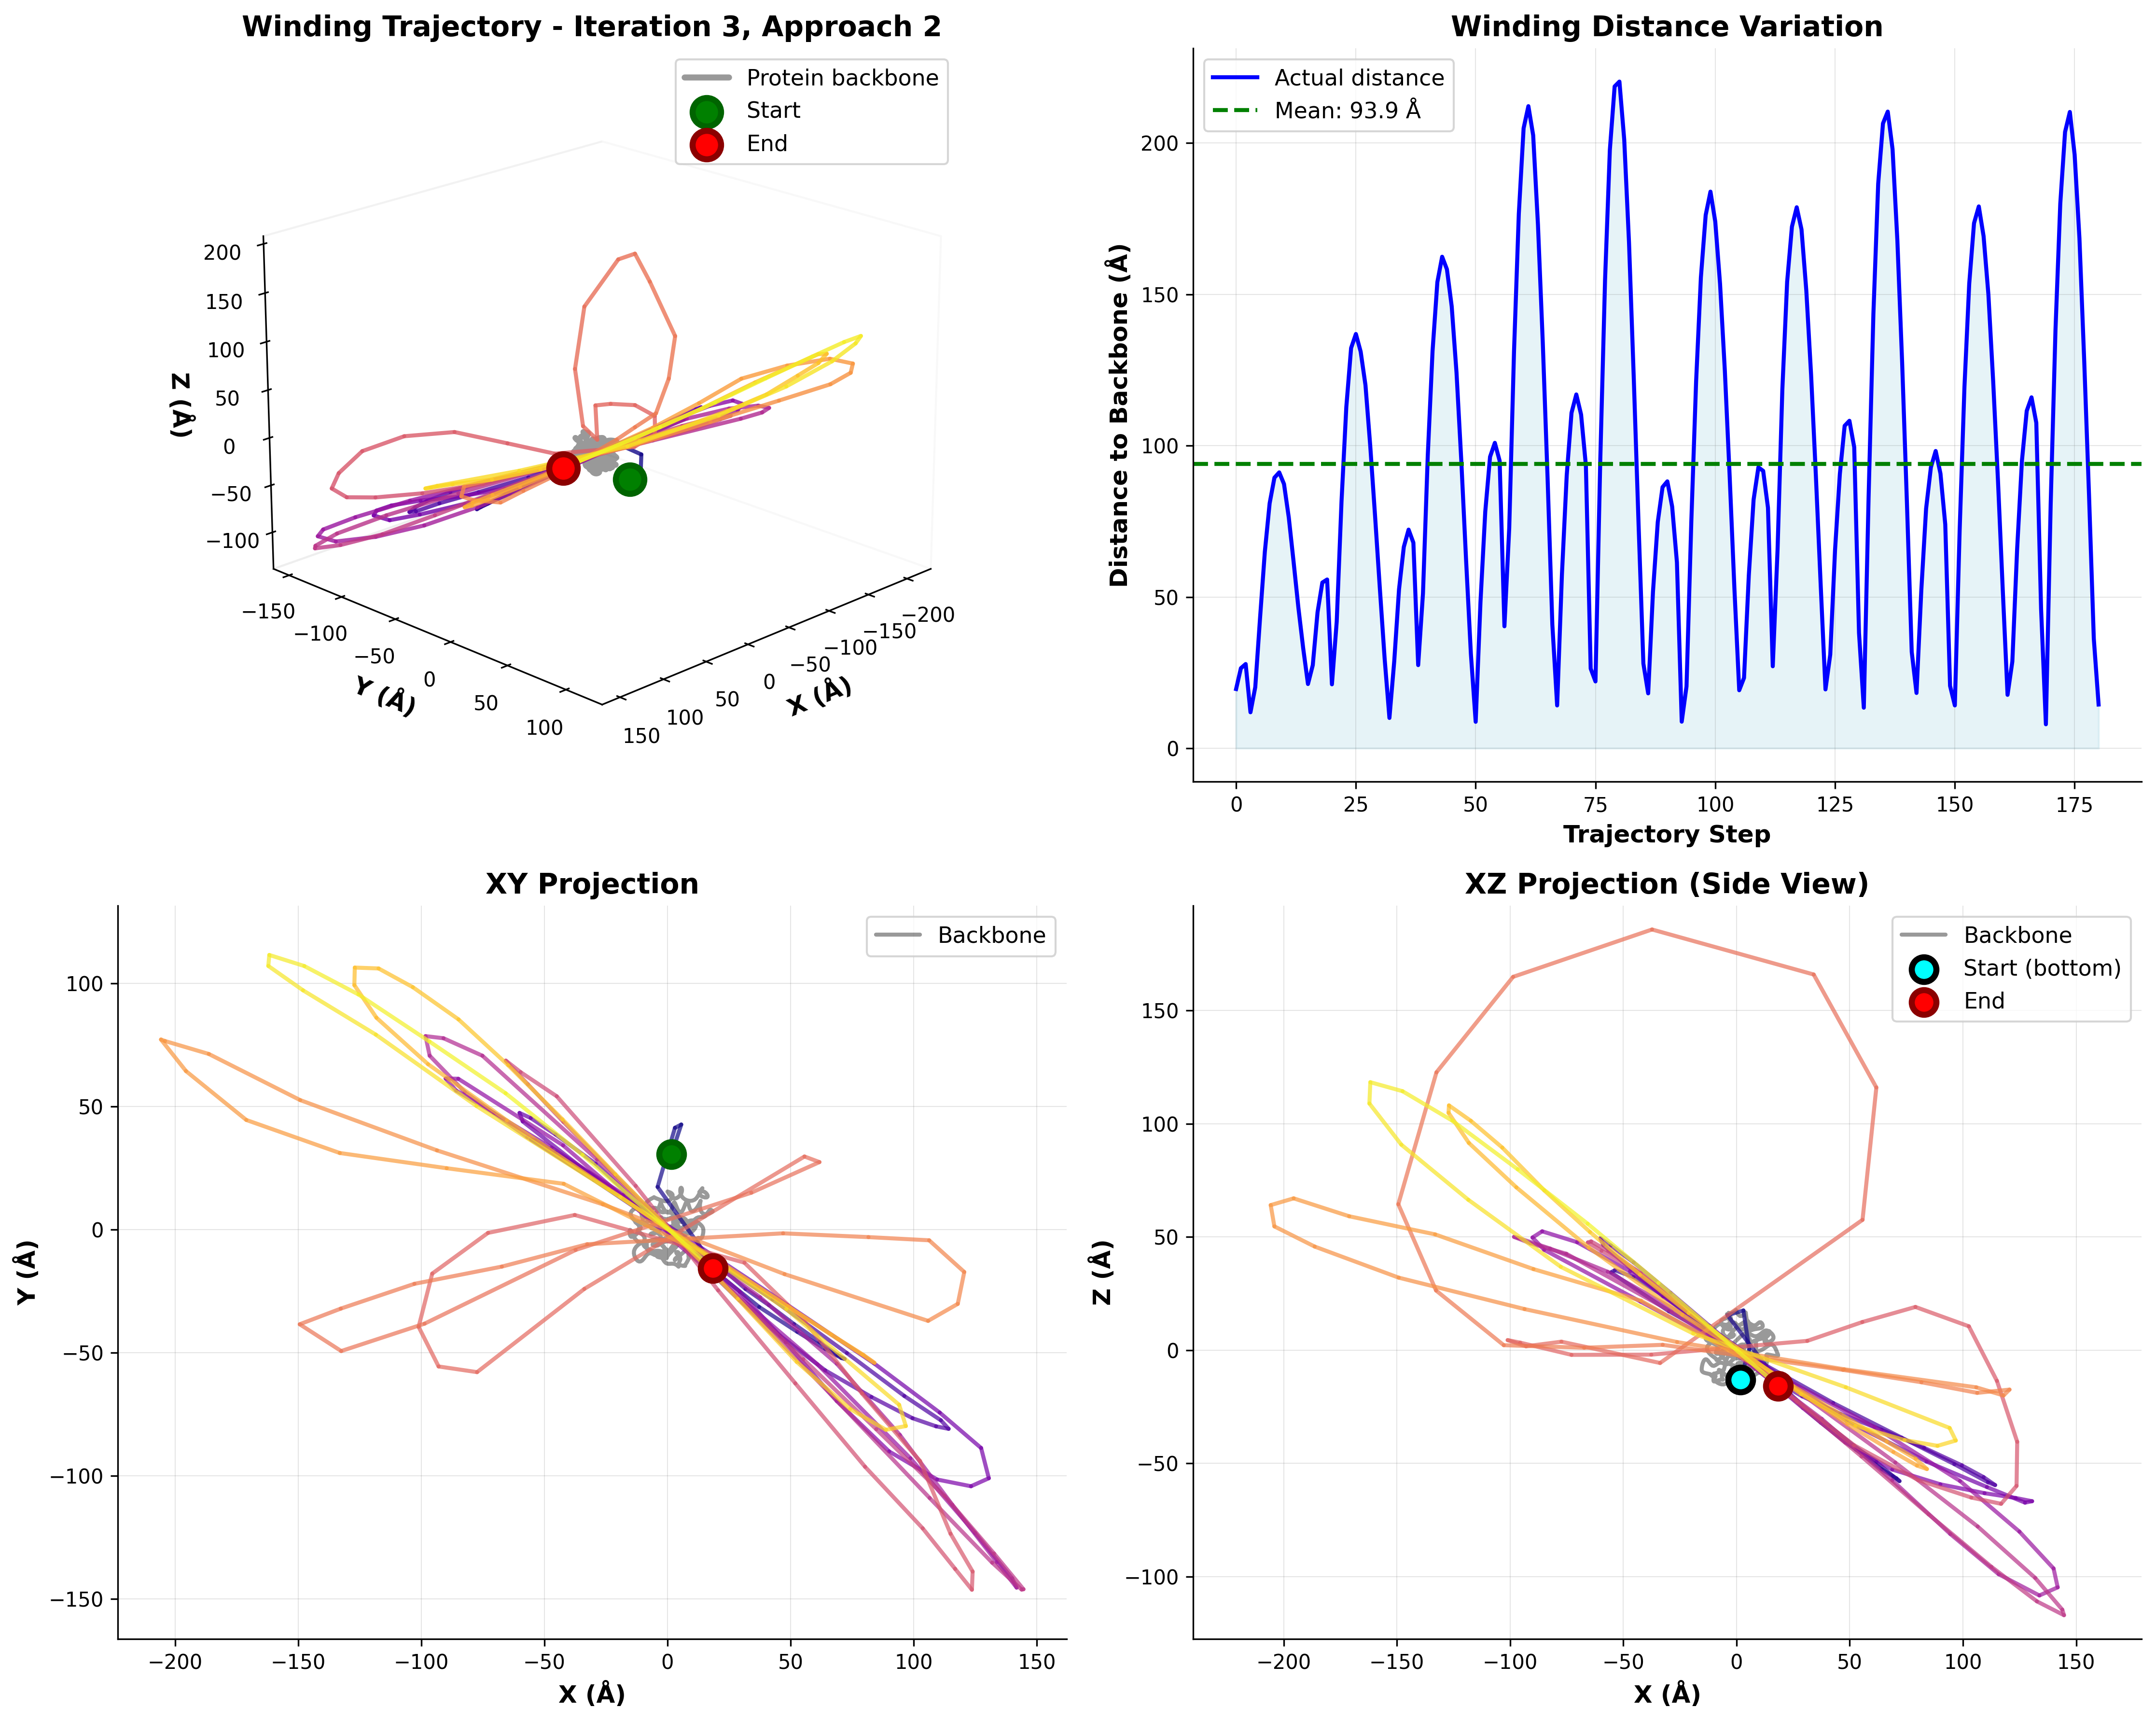 Winding Trajectory - Iteration 3, Approach 2
Protein backbone
Start
End
200
150
100
50
0
−50
−100
Z (Å)
−150
−100
−50
0
50
100
Y (Å)
150
100
50
0
−50
−100
−150
−200
X (Å)
Winding Distance Variation
Actual distance
Mean: 93.9 Å
200
150
100
50
0
Distance to Backbone (Å)
0 25 50 75 100 125 150 175
Trajectory Step
XY Projection
Backbone
100
50
0
−50
−100
−150
Y (Å)
−200 −150 −100 −50 0 50 100 150
X (Å)
XZ Projection (Side View)
Backbone
Start (bottom)
End
150
100
50
0
−50
−100
Z (Å)
−200 −150 −100 −50 0 50 100 150
X (Å)